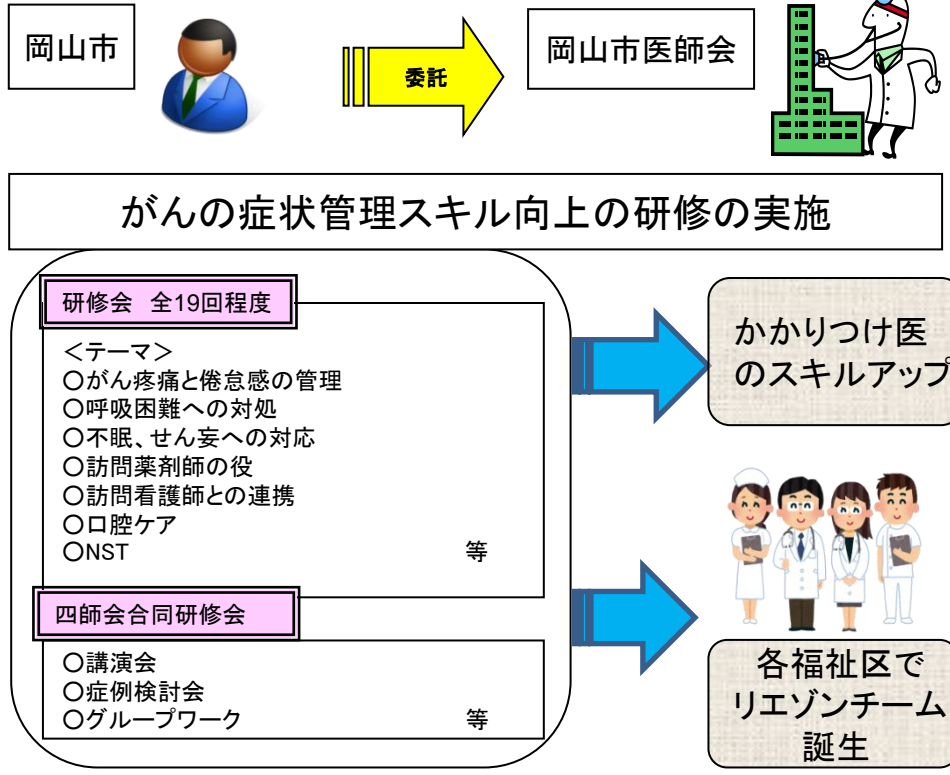 岡山市
委託
岡山市医師会
がんの症状管理スキル向上の研修の実施
研修会 全19回程度
＜テーマ＞
○がん疼痛と倦怠感の管理
○呼吸困難への対処
○不眠、せん妄への対応
○訪問薬剤師の役
○訪問看護師との連携
○口腔ケア
○NST 等
四師会合同研修会
○講演会
○症例検討会
○グループワーク 等
かかりつけ医
のスキルアップ
各福祉区で
リエゾンチーム
誕生